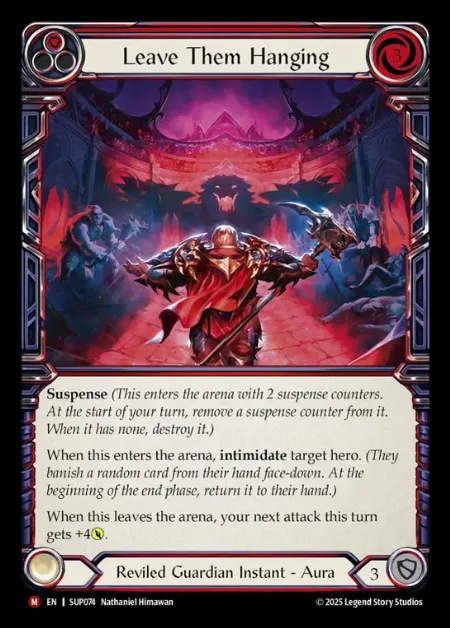 Leave Them Hanging
3
Suspense (This enters the arena with 2 suspense counters.
At the start of your turn, remove a suspense counter from it.
When it has none, destroy it.)
When this enters the arena, intimidate target hero. (They
banish a random card from their hand face-down. At the
beginning of the end phase, return it to their hand.)
When this leaves the arena, your next attack this turn
gets +4.
Reviled Guardian Instant - Aura
3
M EN | SUP074 Nathaniel Himawan
© 2025 Legend Story Studios